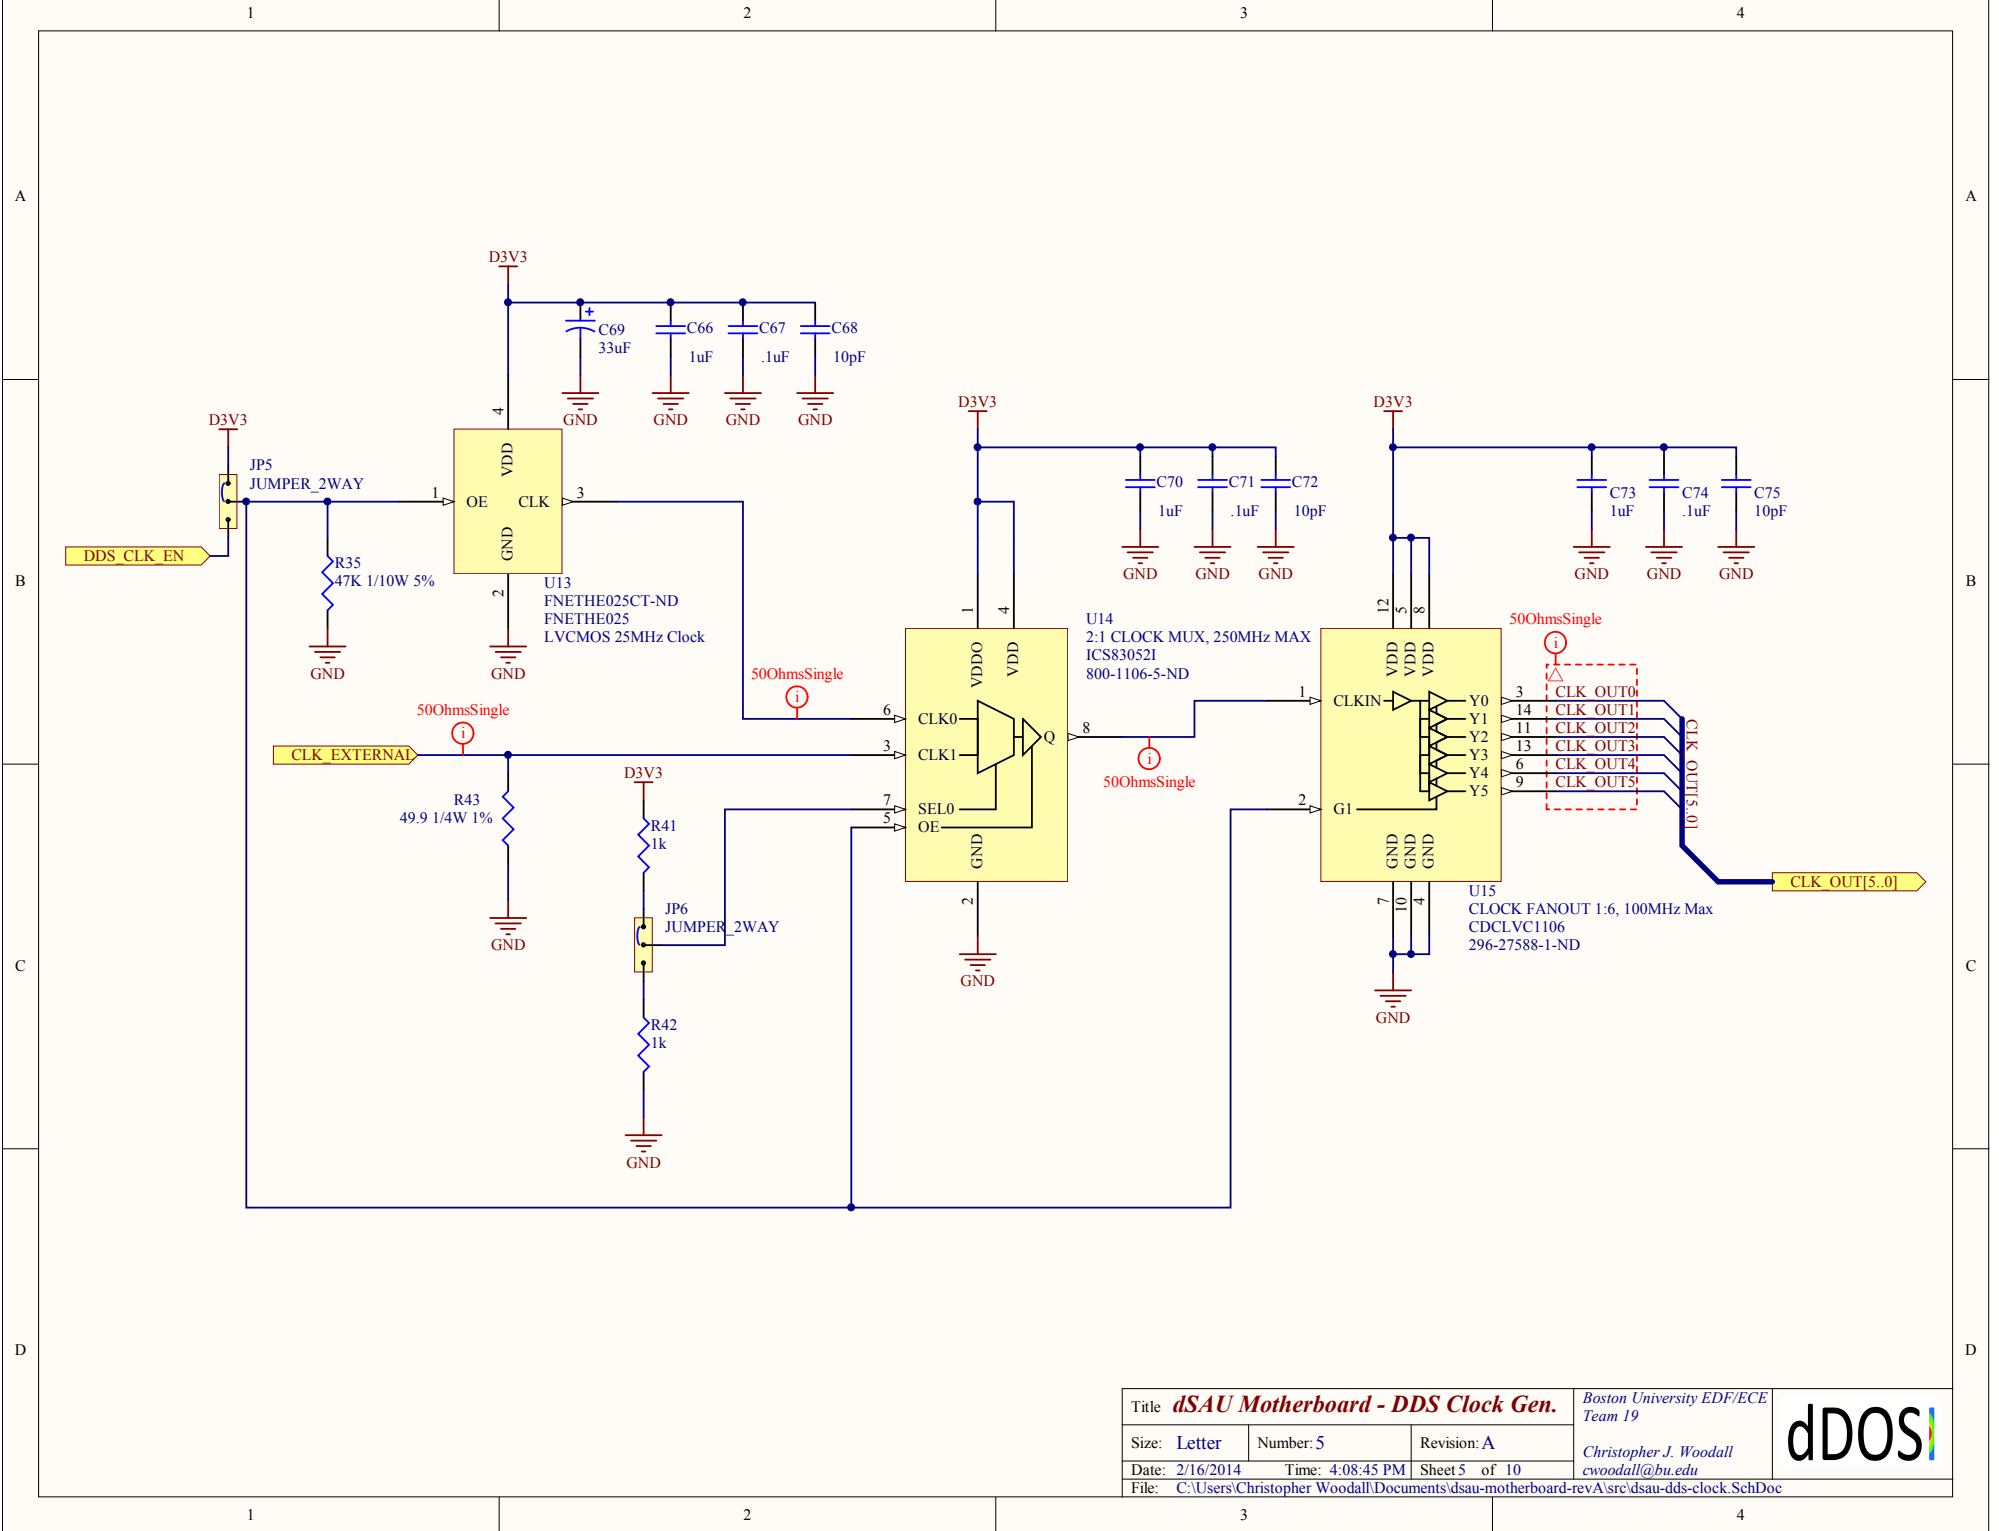 1
2
3
4
A
A
D3V3
C69
33uF
C66
1uF
C67
.1uF
C68
10pF
GND
GND
GND
GND
D3V3
JP5
JUMPER_2WAY
DDS_CLK_EN
R35
47K 1/10W 5%
GND
4
VDD
1
OE
CLK
3
GND
2
GND
U13
FNETHE025CT-ND
FNETHE025
LVCMOS 25MHz Clock
B
B
D3V3
C70
1uF
C71
.1uF
C72
10pF
GND
GND
GND
D3V3
C73
1uF
C74
.1uF
C75
10pF
GND
GND
GND
50OhmsSingle
i
CLK_EXTERNAL
R43
49.9 1/4W 1%
GND
50OhmsSingle
i
D3V3
R41
1k
JP6
JUMPER_2WAY
R42
1k
GND
1
4
VDDO
VDD
U14
2:1 CLOCK MUX, 250MHz MAX
ICS83052I
800-1106-5-ND
6
CLK0
3
CLK1
7
SEL0
5
OE
Q
8
GND
2
GND
i
50OhmsSingle
12
5
8
VDD
VDD
VDD
1
CLKIN
2
G1
Y0
Y1
Y2
Y3
Y4
Y5
3
14
11
13
6
9
GND
GND
GND
7
10
4
GND
U15
CLOCK FANOUT 1:6, 100MHz Max
CDCLVC1106
296-27588-1-ND
50OhmsSingle
i
CLK_OUT0
CLK_OUT1
CLK_OUT2
CLK_OUT3
CLK_OUT4
CLK_OUT5
CLK_OUT[5..0]
CLK_OUT[5..0]
C
C
D
D
Title dSAU Motherboard - DDS Clock Gen.
Size: Letter
Number: 5
Revision: A
Date: 2/16/2014
Time: 4:08:45 PM
Sheet 5 of 10
File: C:\Users\Christopher Woodall\Documents\dsau-motherboard-revA\src\dsau-dds-clock.SchDoc
Boston University EDF/ECE
Team 19
Christopher J. Woodall
cwoodall@bu.edu
dDOSI
1
2
3
4